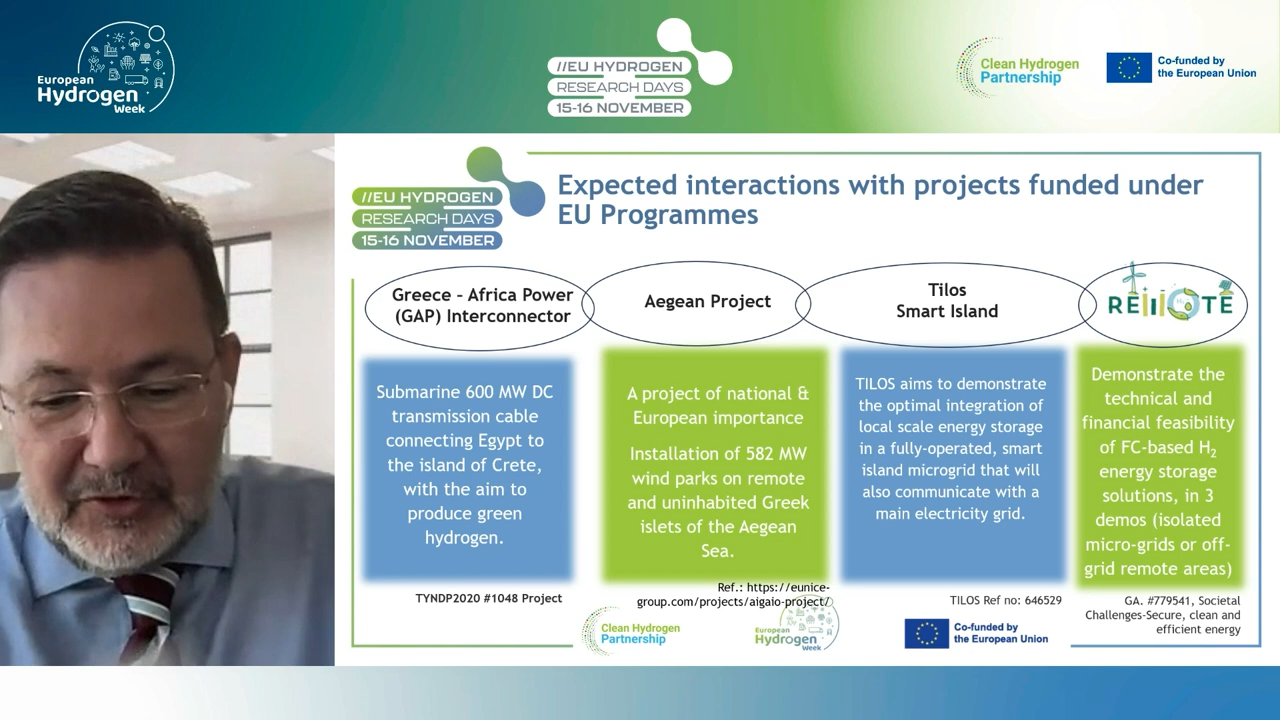 European
Hydrogen
Week
//EU HYDROGEN
RESEARCH DAYS
15-16 NOVEMBER
Clean Hydrogen
Partnership
Co-funded by
the European Union
//EU HYDROGEN
RESEARCH DAYS
15-16 NOVEMBER
Expected interactions with projects funded under
EU Programmes
Greece - Africa Power
(GAP) Interconnector
Submarine 600 MW DC
transmission cable
connecting Egypt to
the island of Crete,
with the aim to
produce green
hydrogen.
TYNDP2020 #1048 Project
Aegean Project
A project of national &
European importance
Installation of 582 MW
wind parks on remote
and uninhabited Greek
islets of the Aegean
Sea.
Ref.: https://eunice-
group.com/projects/aigaio-project/
Tilos
Smart Island
TILOS aims to demonstrate
the optimal integration of
local scale energy storage
in a fully-operated, smart
island microgrid that will
also communicate with a
main electricity grid.
TILOS Ref no: 646529
REMOTE
Demonstrate the
technical and
financial feasibility
of FC-based H₂
energy storage
solutions, in 3
demos (isolated
micro-grids or off-
grid remote areas)
GA. #779541, Societal
Challenges-Secure, clean and
efficient energy
Clean Hydrogen
Partnership
European
Hydrogen
Week
Co-funded by
the European Union